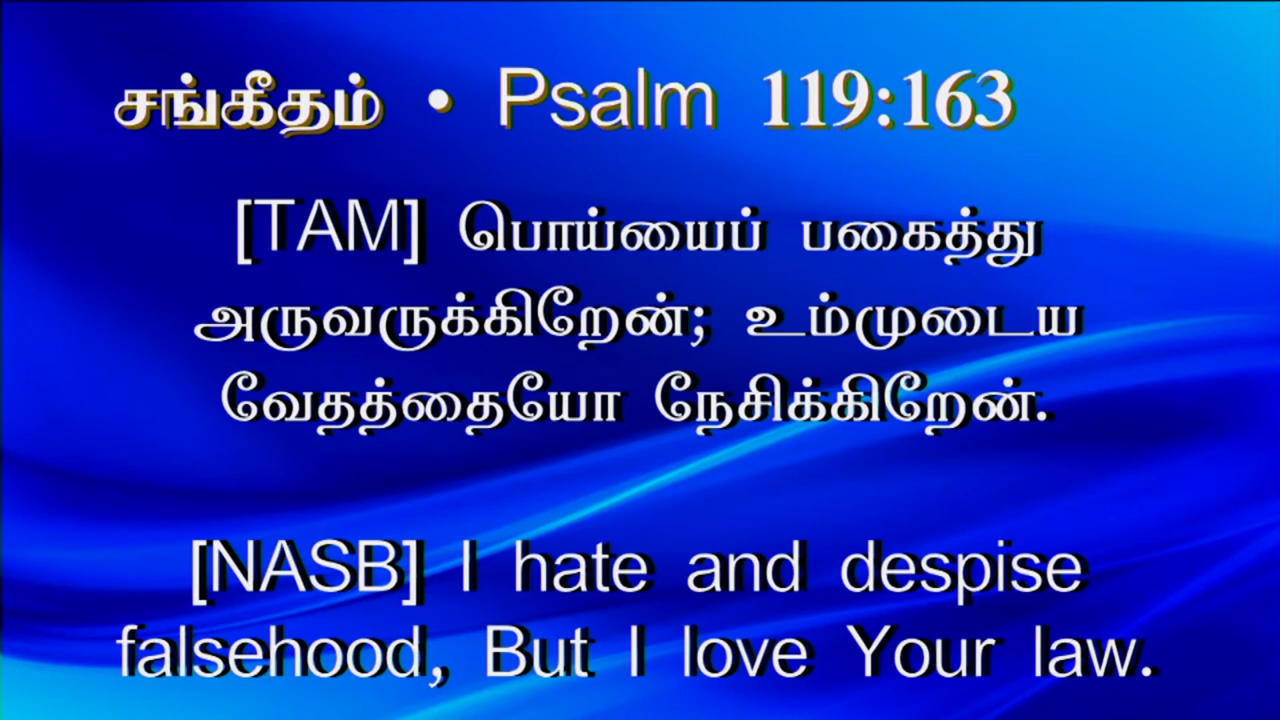 சங்கீதம் • Psalm 119:163
[TAM] பொய்யைப் பகைத்து
அருவருக்கிறேன்; உம்முடைய
வேதத்தையோ நேசிக்கிறேன்.
[NASB] I hate and despise
falsehood, But I love Your law.